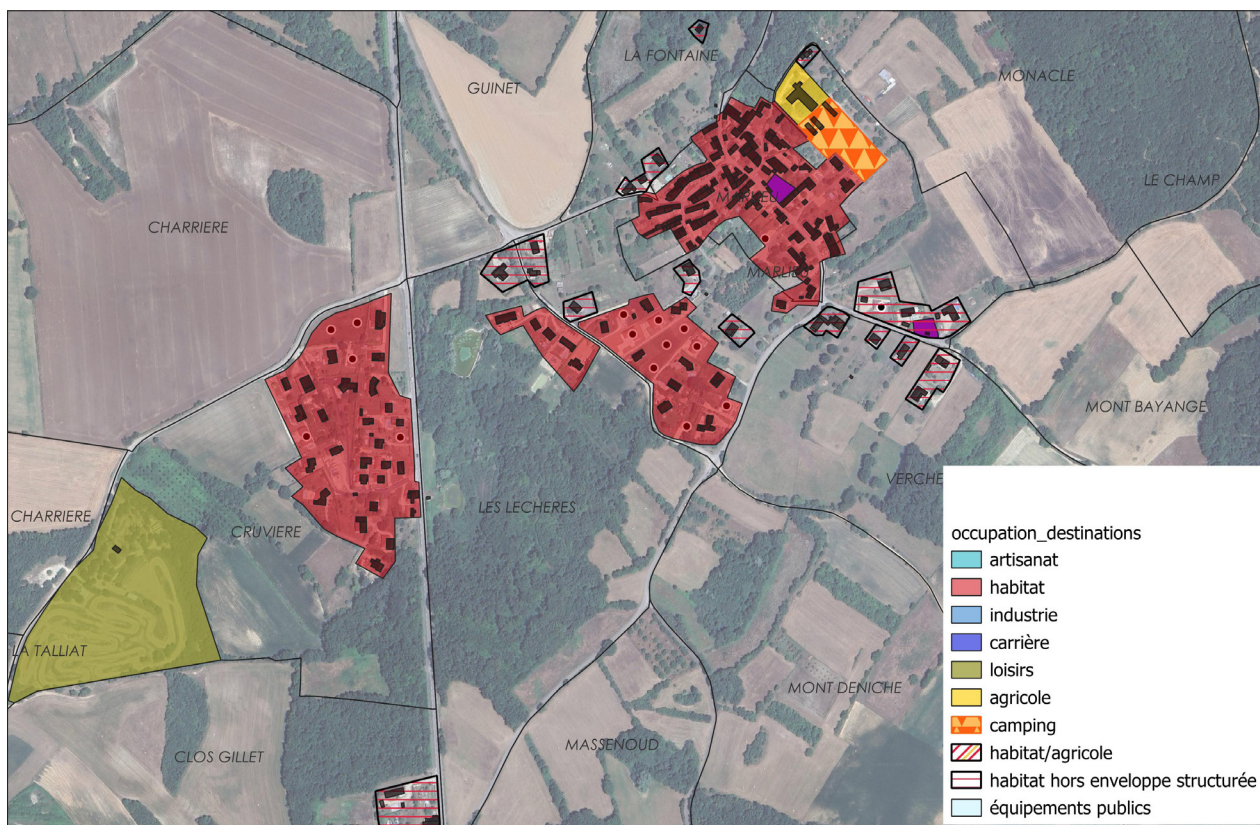 LA FONTAINE
MONACLE
GUINET
LE CHAMP
CHARRIERE
MARLIEU
MONT BAYANGE
VERCHE
CHARRIERE
CRUVIERE
LES LECHERES
LA TALLIAT
MONT DENICHE
MASSENOUD
CLOS GILLET
occupation_destinations
artisanat
habitat
industrie
carrière
loisirs
agricole
camping
habitat/agricole
habitat hors enveloppe structurée
équipements publics